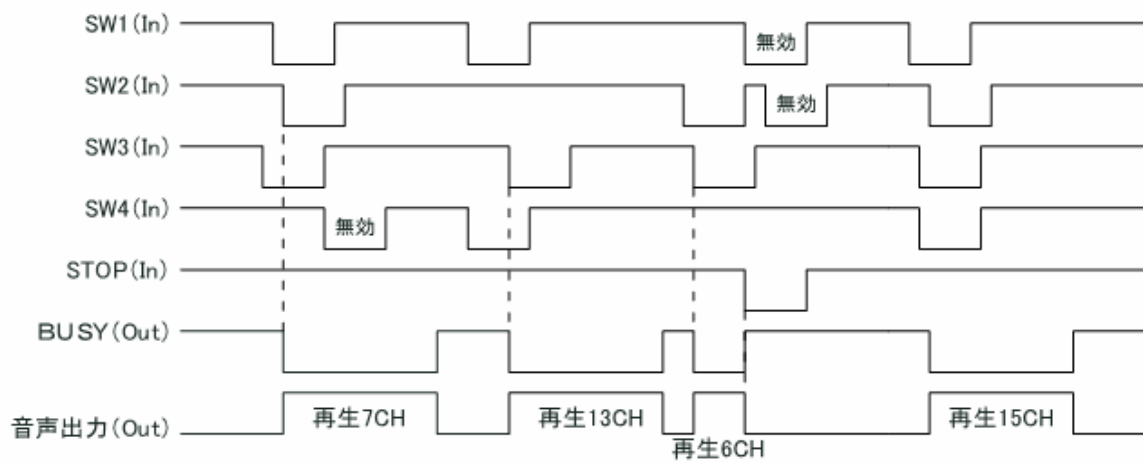 SW1(In)
無効
SW2(In)
無効
SW3(In)
SW4(In)
無効
STOP(In)
BUSY(Out)
音声出力(Out)
再生7CH
再生13CH
再生6CH
再生15CH